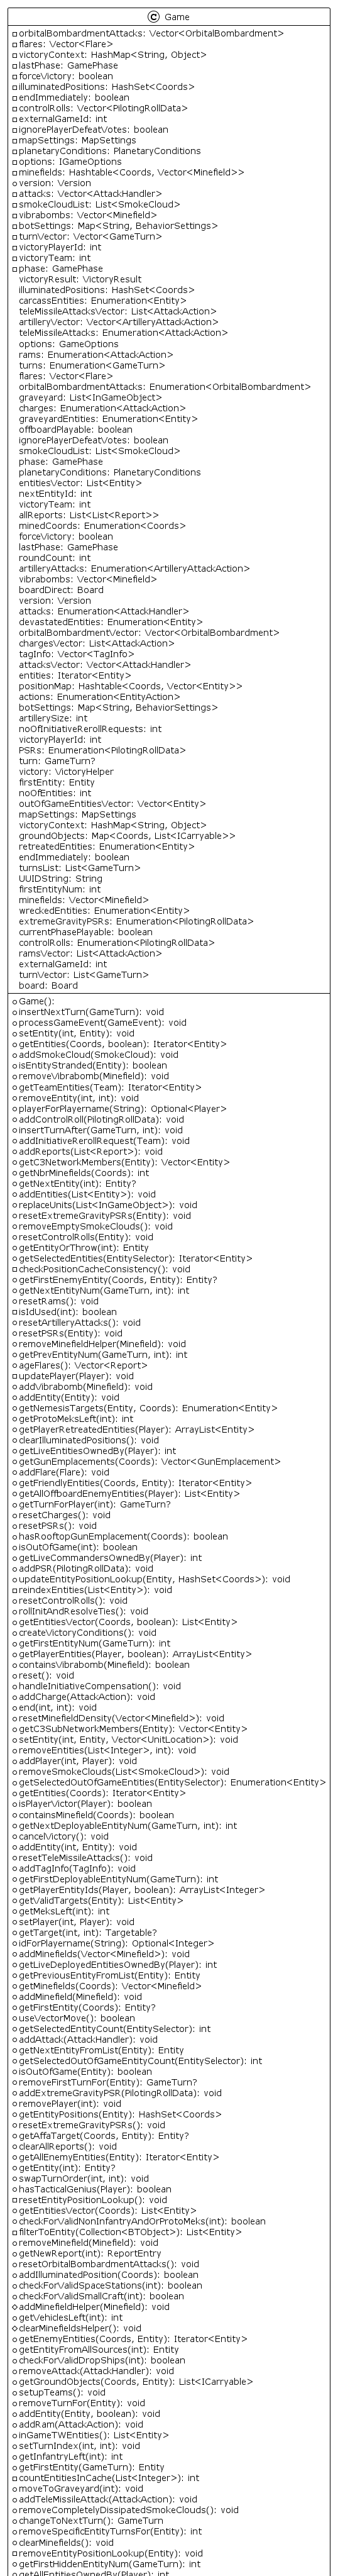 C Game
orbitalBombardmentAttacks: Vector<OrbitalBombardment>
flares: Vector<Flare>
victoryContext: HashMap<String, Object>
lastPhase: GamePhase
forceVictory: boolean
illuminatedPositions: HashSet<Coords>
endImmediately: boolean
controlRolls: Vector<PilotingRollData>
externalGameId: int
ignorePlayerDefeatVotes: boolean
mapSettings: MapSettings
planetaryConditions: PlanetaryConditions
options: IGameOptions
minefields: Hashtable<Coords, Vector<Minefield>>
version: Version
attacks: Vector<AttackHandler>
smokeCloudList: List<SmokeCloud>
vibrabombs: Vector<Minefield>
botSettings: Map<String, BehaviorSettings>
turnVector: Vector<GameTurn>
victoryPlayerId: int
victoryTeam: int
phase: GamePhase
victoryResult: VictoryResult
illuminatedPositions: HashSet<Coords>
carcassEntities: Enumeration<Entity>
teleMissileAttacksVector: List<AttackAction>
artilleryVector: Vector<ArtilleryAttackAction>
teleMissileAttacks: Enumeration<AttackAction>
options: GameOptions
rams: Enumeration<AttackAction>
turns: Enumeration<GameTurn>
flares: Vector<Flare>
orbitalBombardmentAttacks: Enumeration<OrbitalBombardment>
graveyard: List<InGameObject>
charges: Enumeration<AttackAction>
graveyardEntities: Enumeration<Entity>
offboardPlayable: boolean
ignorePlayerDefeatVotes: boolean
smokeCloudList: List<SmokeCloud>
phase: GamePhase
planetaryConditions: PlanetaryConditions
entitiesVector: List<Entity>
nextEntityId: int
victoryTeam: int
allReports: List<List<Report>>
minedCoords: Enumeration<Coords>
forceVictory: boolean
lastPhase: GamePhase
roundCount: int
artilleryAttacks: Enumeration<ArtilleryAttackAction>
vibrabombs: Vector<Minefield>
boardDirect: Board
version: Version
attacks: Enumeration<AttackHandler>
devastatedEntities: Enumeration<Entity>
orbitalBombardmentVector: Vector<OrbitalBombardment>
chargesVector: List<AttackAction>
tagInfo: Vector<TagInfo>
attacksVector: Vector<AttackHandler>
entities: Iterator<Entity>
positionMap: Hashtable<Coords, Vector<Entity>>
actions: Enumeration<EntityAction>
botSettings: Map<String, BehaviorSettings>
artillerySize: int
noOfInitiativeRerollRequests: int
victoryPlayerId: int
PSRs: Enumeration<PilotingRollData>
turn: GameTurn?
victory: VictoryHelper
firstEntity: Entity
noOfEntities: int
outOfGameEntitiesVector: Vector<Entity>
mapSettings: MapSettings
victoryContext: HashMap<String, Object>
groundObjects: Map<Coords, List<ICarryable>>
retreatedEntities: Enumeration<Entity>
endImmediately: boolean
turnsList: List<GameTurn>
UUIDString: String
firstEntityNum: int
minefields: Vector<Minefield>
wreckedEntities: Enumeration<Entity>
extremeGravityPSRs: Enumeration<PilotingRollData>
currentPhasePlayable: boolean
controlRolls: Enumeration<PilotingRollData>
ramsVector: List<AttackAction>
externalGameId: int
turnVector: List<GameTurn>
board: Board
Game():
insertNextTurn(GameTurn): void
processGameEvent(GameEvent): void
setEntity(int, Entity): void
getEntities(Coords, boolean): Iterator<Entity>
addSmokeCloud(SmokeCloud): void
isEntityStranded(Entity): boolean
removeVibrabomb(Minefield): void
getTeamEntities(Team): Iterator<Entity>
removeEntity(int, int): void
playerForPlayername(String): Optional<Player>
addControlRoll(PilotingRollData): void
insertTurnAfter(GameTurn, int): void
addInitiativeRerollRequest(Team): void
addReports(List<Report>): void
getC3NetworkMembers(Entity): Vector<Entity>
getNbrMinefields(Coords): int
getNextEntity(int): Entity?
addEntities(List<Entity>): void
replaceUnits(List<InGameObject>): void
resetExtremeGravityPSRs(Entity): void
removeEmptySmokeClouds(): void
resetControlRolls(Entity): void
getEntityOrThrow(int): Entity
getSelectedEntities(EntitySelector): Iterator<Entity>
checkPositionCacheConsistency(): void
getFirstEnemyEntity(Coords, Entity): Entity?
getNextEntityNum(GameTurn, int): int
resetRams(): void
isIdUsed(int): boolean
resetArtilleryAttacks(): void
resetPSRs(Entity): void
removeMinefieldHelper(Minefield): void
getPrevEntityNum(GameTurn, int): int
ageFlares(): Vector<Report>
updatePlayer(Player): void
addVibrabomb(Minefield): void
addEntity(Entity): void
getNemesisTargets(Entity, Coords): Enumeration<Entity>
getProtoMeksLeft(int): int
getPlayerRetreatedEntities(Player): ArrayList<Entity>
clearIlluminatedPositions(): void
getLiveEntitiesOwnedBy(Player): int
getGunEmplacements(Coords): Vector<GunEmplacement>
addFlare(Flare): void
getFriendlyEntities(Coords, Entity): Iterator<Entity>
getAllOffboardEnemyEntities(Player): List<Entity>
getTurnForPlayer(int): GameTurn?
resetCharges(): void
resetPSRs(): void
hasRooftopGunEmplacement(Coords): boolean
isOutOfGame(int): boolean
getLiveCommandersOwnedBy(Player): int
addPSR(PilotingRollData): void
updateEntityPositionLookup(Entity, HashSet<Coords>): void
reindexEntities(List<Entity>): void
resetControlRolls(): void
rollInitAndResolveTies(): void
getEntitiesVector(Coords, boolean): List<Entity>
createVictoryConditions(): void
getFirstEntityNum(GameTurn): int
getPlayerEntities(Player, boolean): ArrayList<Entity>
containsVibrabomb(Minefield): boolean
reset(): void
handleInitiativeCompensation(): void
addCharge(AttackAction): void
end(int, int): void
resetMinefieldDensity(Vector<Minefield>): void
getC3SubNetworkMembers(Entity): Vector<Entity>
setEntity(int, Entity, Vector<UnitLocation>): void
removeEntities(List<Integer>, int): void
addPlayer(int, Player): void
removeSmokeClouds(List<SmokeCloud>): void
getSelectedOutOfGameEntities(EntitySelector): Enumeration<Entity>
getEntities(Coords): Iterator<Entity>
isPlayerVictor(Player): boolean
containsMinefield(Coords): boolean
getNextDeployableEntityNum(GameTurn, int): int
cancelVictory(): void
addEntity(int, Entity): void
resetTeleMissileAttacks(): void
addTagInfo(TagInfo): void
getFirstDeployableEntityNum(GameTurn): int
getPlayerEntityIds(Player, boolean): ArrayList<Integer>
getValidTargets(Entity): List<Entity>
getMeksLeft(int): int
setPlayer(int, Player): void
getTarget(int, int): Targetable?
idForPlayername(String): Optional<Integer>
addMinefields(Vector<Minefield>): void
getLiveDeployedEntitiesOwnedBy(Player): int
getPreviousEntityFromList(Entity): Entity
getMinefields(Coords): Vector<Minefield>
addMinefield(Minefield): void
getFirstEntity(Coords): Entity?
useVectorMove(): boolean
getSelectedEntityCount(EntitySelector): int
addAttack(AttackHandler): void
getNextEntityFromList(Entity): Entity
getSelectedOutOfGameEntityCount(EntitySelector): int
isOutOfGame(Entity): boolean
removeFirstTurnFor(Entity): GameTurn?
addExtremeGravityPSR(PilotingRollData): void
removePlayer(int): void
getEntityPositions(Entity): HashSet<Coords>
resetExtremeGravityPSRs(): void
getAffaTarget(Coords, Entity): Entity?
clearAllReports(): void
getAllEnemyEntities(Entity): Iterator<Entity>
getEntity(int): Entity?
swapTurnOrder(int, int): void
hasTacticalGenius(Player): boolean
resetEntityPositionLookup(): void
getEntitiesVector(Coords): List<Entity>
checkForValidNonInfantryAndOrProtoMeks(int): boolean
filterToEntity(Collection<BTObject>): List<Entity>
removeMinefield(Minefield): void
getNewReport(int): ReportEntry
resetOrbitalBombardmentAttacks(): void
addIlluminatedPosition(Coords): boolean
checkForValidSpaceStations(int): boolean
checkForValidSmallCraft(int): boolean
addMinefieldHelper(Minefield): void
getVehiclesLeft(int): int
clearMinefieldsHelper(): void
getEnemyEntities(Coords, Entity): Iterator<Entity>
getEntityFromAllSources(int): Entity
checkForValidDropShips(int): boolean
removeAttack(AttackHandler): void
getGroundObjects(Coords, Entity): List<ICarryable>
setupTeams(): void
removeTurnFor(Entity): void
addEntity(Entity, boolean): void
addRam(AttackAction): void
inGameTWEntities(): List<Entity>
setTurnIndex(int, int): void
getInfantryLeft(int): int
getFirstEntity(GameTurn): Entity
countEntitiesInCache(List<Integer>): int
moveToGraveyard(int): void
addTeleMissileAttack(AttackAction): void
removeCompletelyDissipatedSmokeClouds(): void
changeToNextTurn(): GameTurn
removeSpecificEntityTurnsFor(Entity): int
clearMinefields(): void
removeEntityPositionLookup(Entity): void
getFirstHiddenEntityNum(GameTurn): int
getAllEntitiesOwnedBy(Player): int